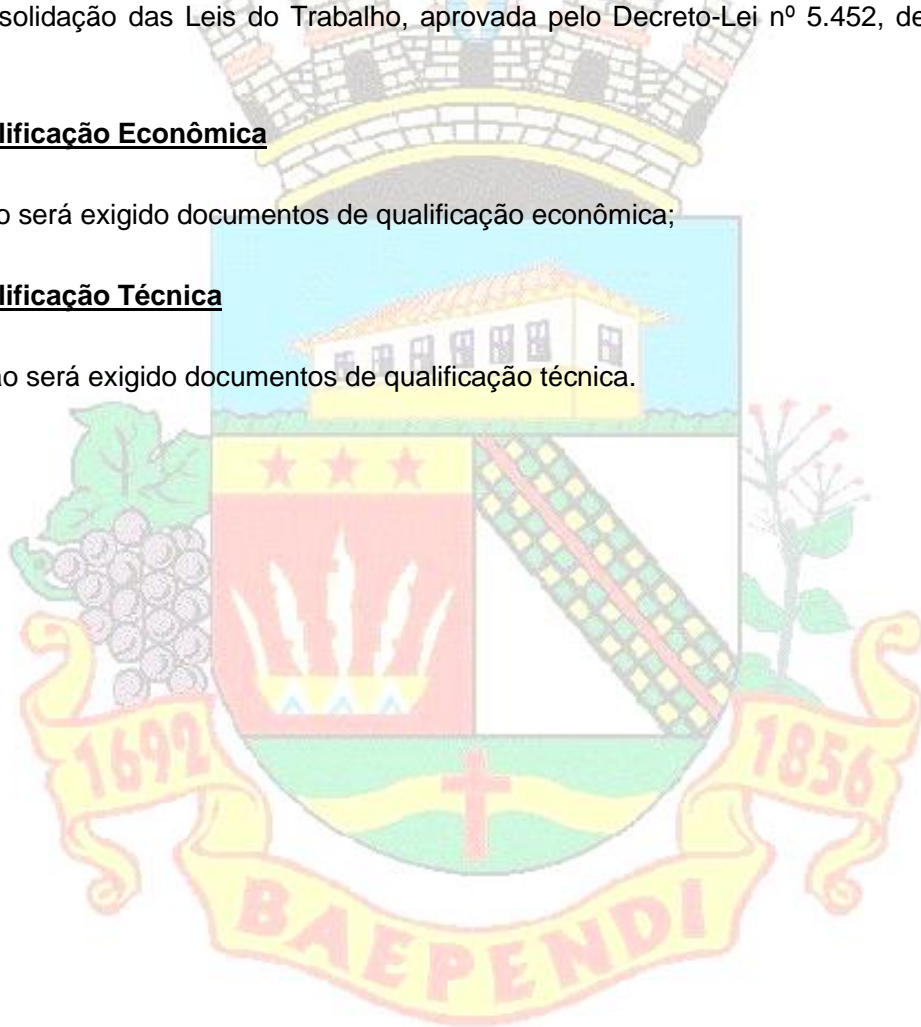 solidação das Leis do Trabalho, aprovada pelo Decreto-Lei nº 5.452, de
lificação Econômica
o será exigido documentos de qualificação econômica;
lificação Técnica
ão será exigido documentos de qualificação técnica.
1692
1856
BAEPENDI